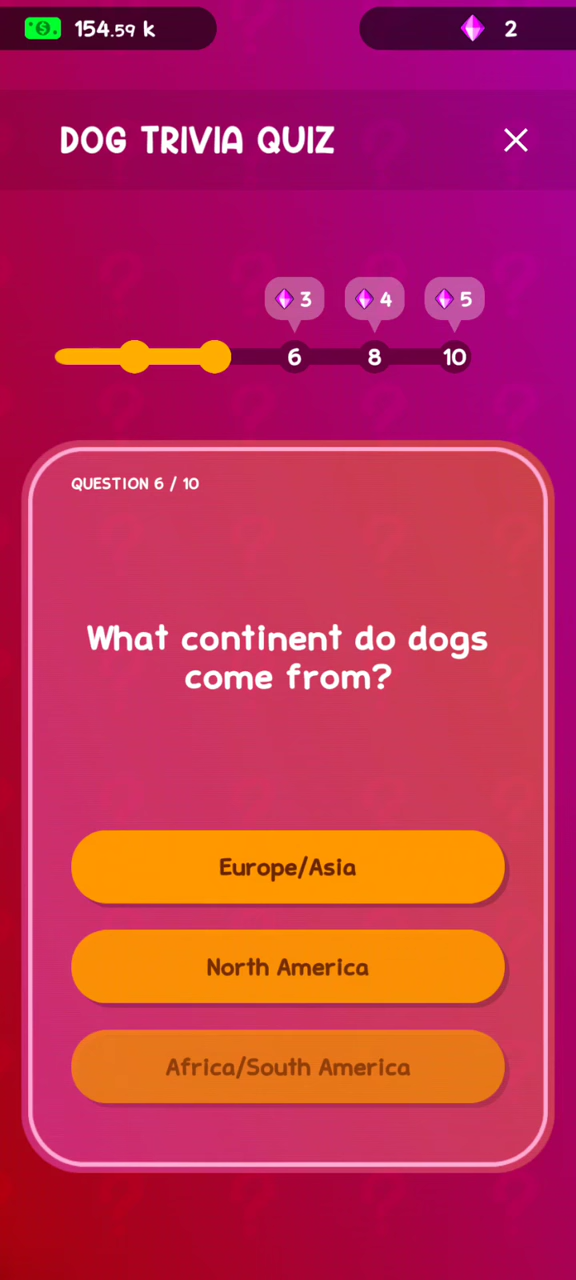 154.59 k
2
DOG TRIVIA QUIZ
3
4
5
6
8
10
QUESTION 6 / 10
What continent do dogs
come from?
Europe/Asia
North America
Africa/South America